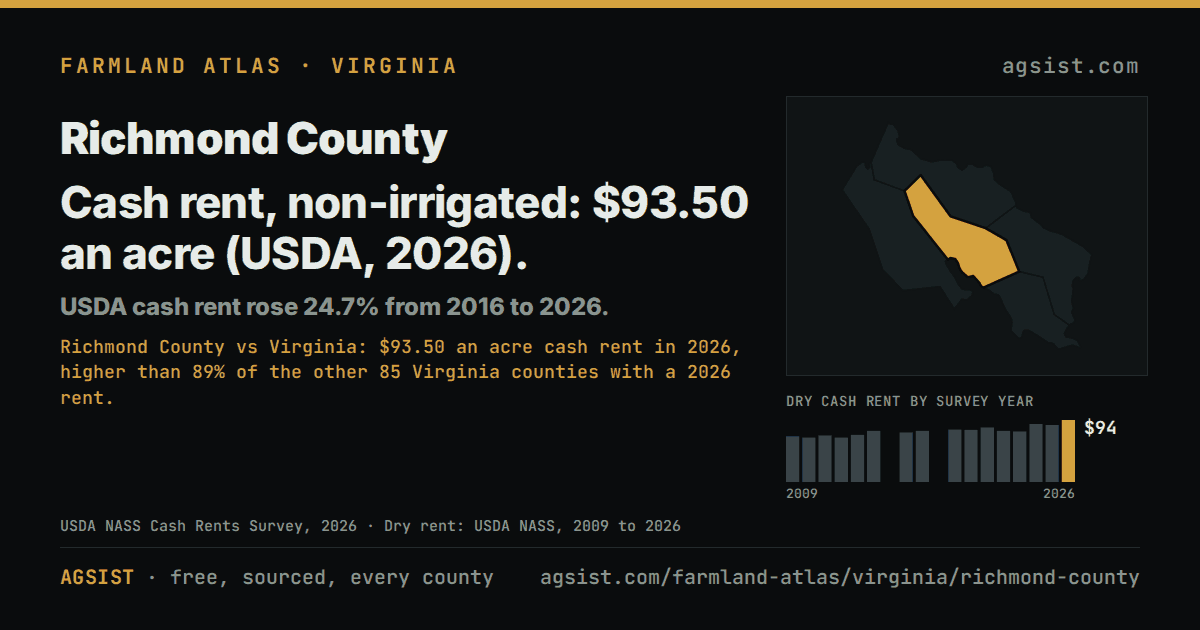 FARMLAND ATLAS · VIRGINIA
agsist.com
Richmond County
Cash rent, non-irrigated: $93.50
an acre (USDA, 2026).
USDA cash rent rose 24.7% from 2016 to 2026.
Richmond County vs Virginia: $93.50 an acre cash rent in 2026,
higher than 89% of the other 85 Virginia counties with a 2026
rent.
DRY CASH RENT BY SURVEY YEAR
$94
2009
2026
USDA NASS Cash Rents Survey, 2026 · Dry rent: USDA NASS, 2009 to 2026
AGSIST · free, sourced, every county
agsist.com/farmland-atlas/virginia/richmond-county